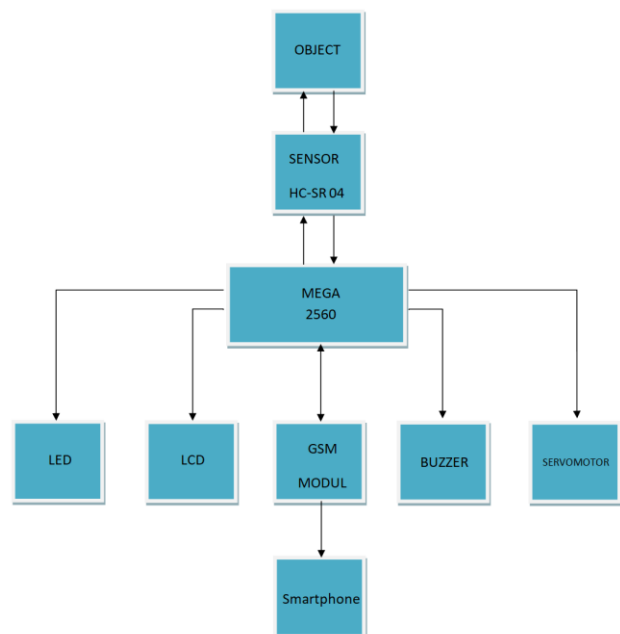 OBJECT
SENSOR
HC-SR 04
MEGA
2560
LED
LCD
GSM
MODUL
BUZZER
SERVOMOTOR
Smartphone